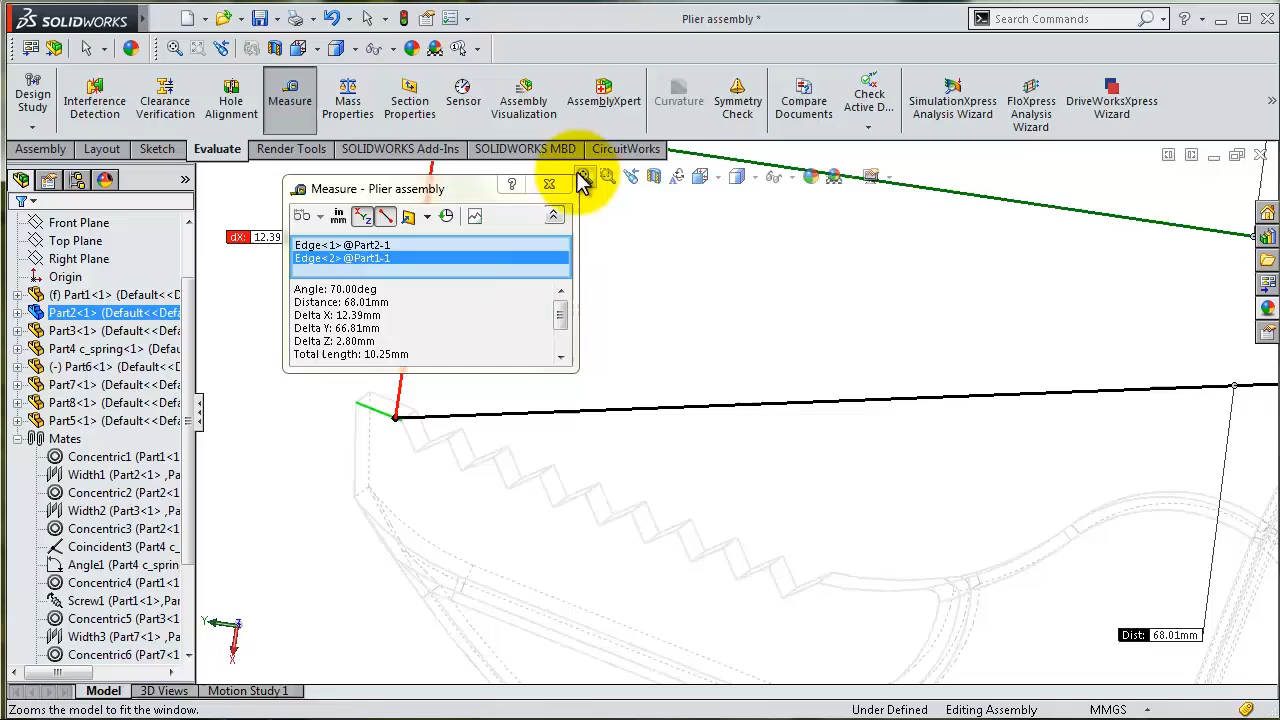 SOLIDWORKS
Plier assembly *
Search Commands
Design Study
Interference Detection
Clearance Verification
Hole Alignment
Measure
Mass Properties
Section Properties
Sensor
Assembly Visualization
AssemblyXpert
Curvature
Symmetry Check
Compare Documents
Check Active D...
SimulationXpress Analysis Wizard
FloXpress Analysis Wizard
DriveWorksXpress Wizard
Assembly
Layout
Sketch
Evaluate
Render Tools
SOLIDWORKS Add-Ins
SOLIDWORKS MBD
CircuitWorks
Front Plane
Top Plane
Right Plane
Origin
(f) Part1<1> (Default<<D
Part2<1> (Default<<Defa
Part3<1> (Default<<Defa
Part4 c_spring<1> (Defau
(-) Part6<1> (Default<<D
Part7<1> (Default<<Defa
Part8<1> (Default<<Defa
Part5<1> (Default<<Defa
Mates
Concentric1 (Part1<1
Width1 (Part2<1> ,Pa
Concentric2 (Part1<1
Width2 (Part3<1> ,Pa
Concentric3 (Part2<1
Coincident3 (Part4 c_
Angle1 (Part4 c_sprin
Concentric4 (Part1<1
Screw1 (Part1<1>,Par
Concentric5 (Part3<1
Width3 (Part7<1> ,Pa
Concentric6 (Part7<1
Measure - Plier assembly
in
mm
Edge<1>@Part2-1
Edge<2>@Part1-1
Angle: 70.00deg
Distance: 68.01mm
Delta X: 12.39mm
Delta Y: 66.81mm
Delta Z: 2.80mm
Total Length: 10.25mm
dX: 12.39
Dist: 68.01mm
Y
X
Model
3D Views
Motion Study 1
Zooms the model to fit the window.
Under Defined
Editing Assembly
MMGS